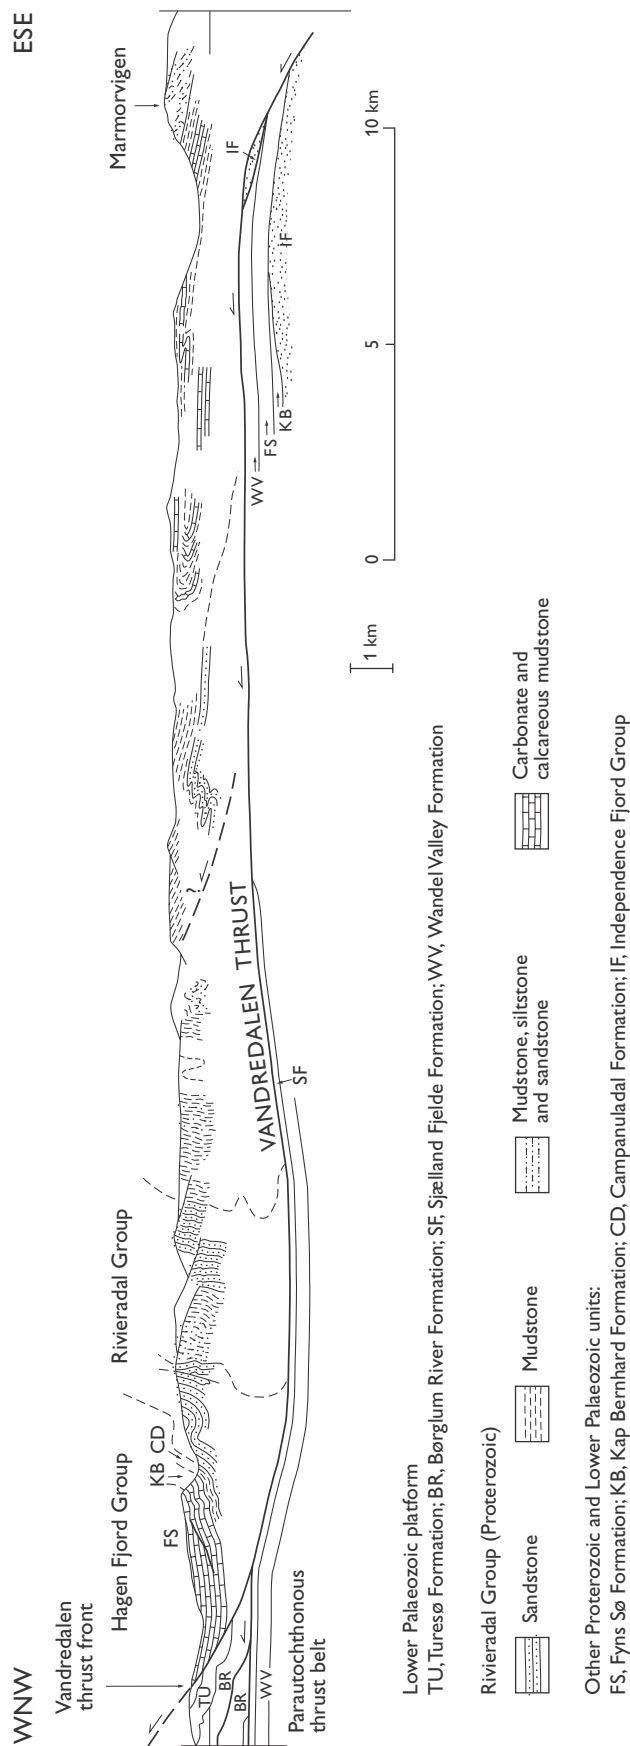 WNW
ESE
Vandredalen
thrust front
Hagen Fjord Group
FS
KB CD
Rivieradal Group
Marmorvigen
TU
BR
BR
WV
Parautochthonous
thrust belt
VANDREDALEN THRUST
SF
?
WV
FS
KB
IF
IF
1 km
0
5
10 km
Lower Palaeozoic platform
TU, Turesø Formation; BR, Børglum River Formation; SF, Sjælland Fjelde Formation; WV, Wandel Valley Formation
Rivieradal Group (Proterozoic)
Sandstone
Mudstone
Mudstone, siltstone
and sandstone
Carbonate and
calcareous mudstone
Other Proterozoic and Lower Palaeozoic units:
FS, Fyns Sø Formation; KB, Kap Bernhard Formation; CD, Campanuladal Formation; IF, Independence Fjord Group